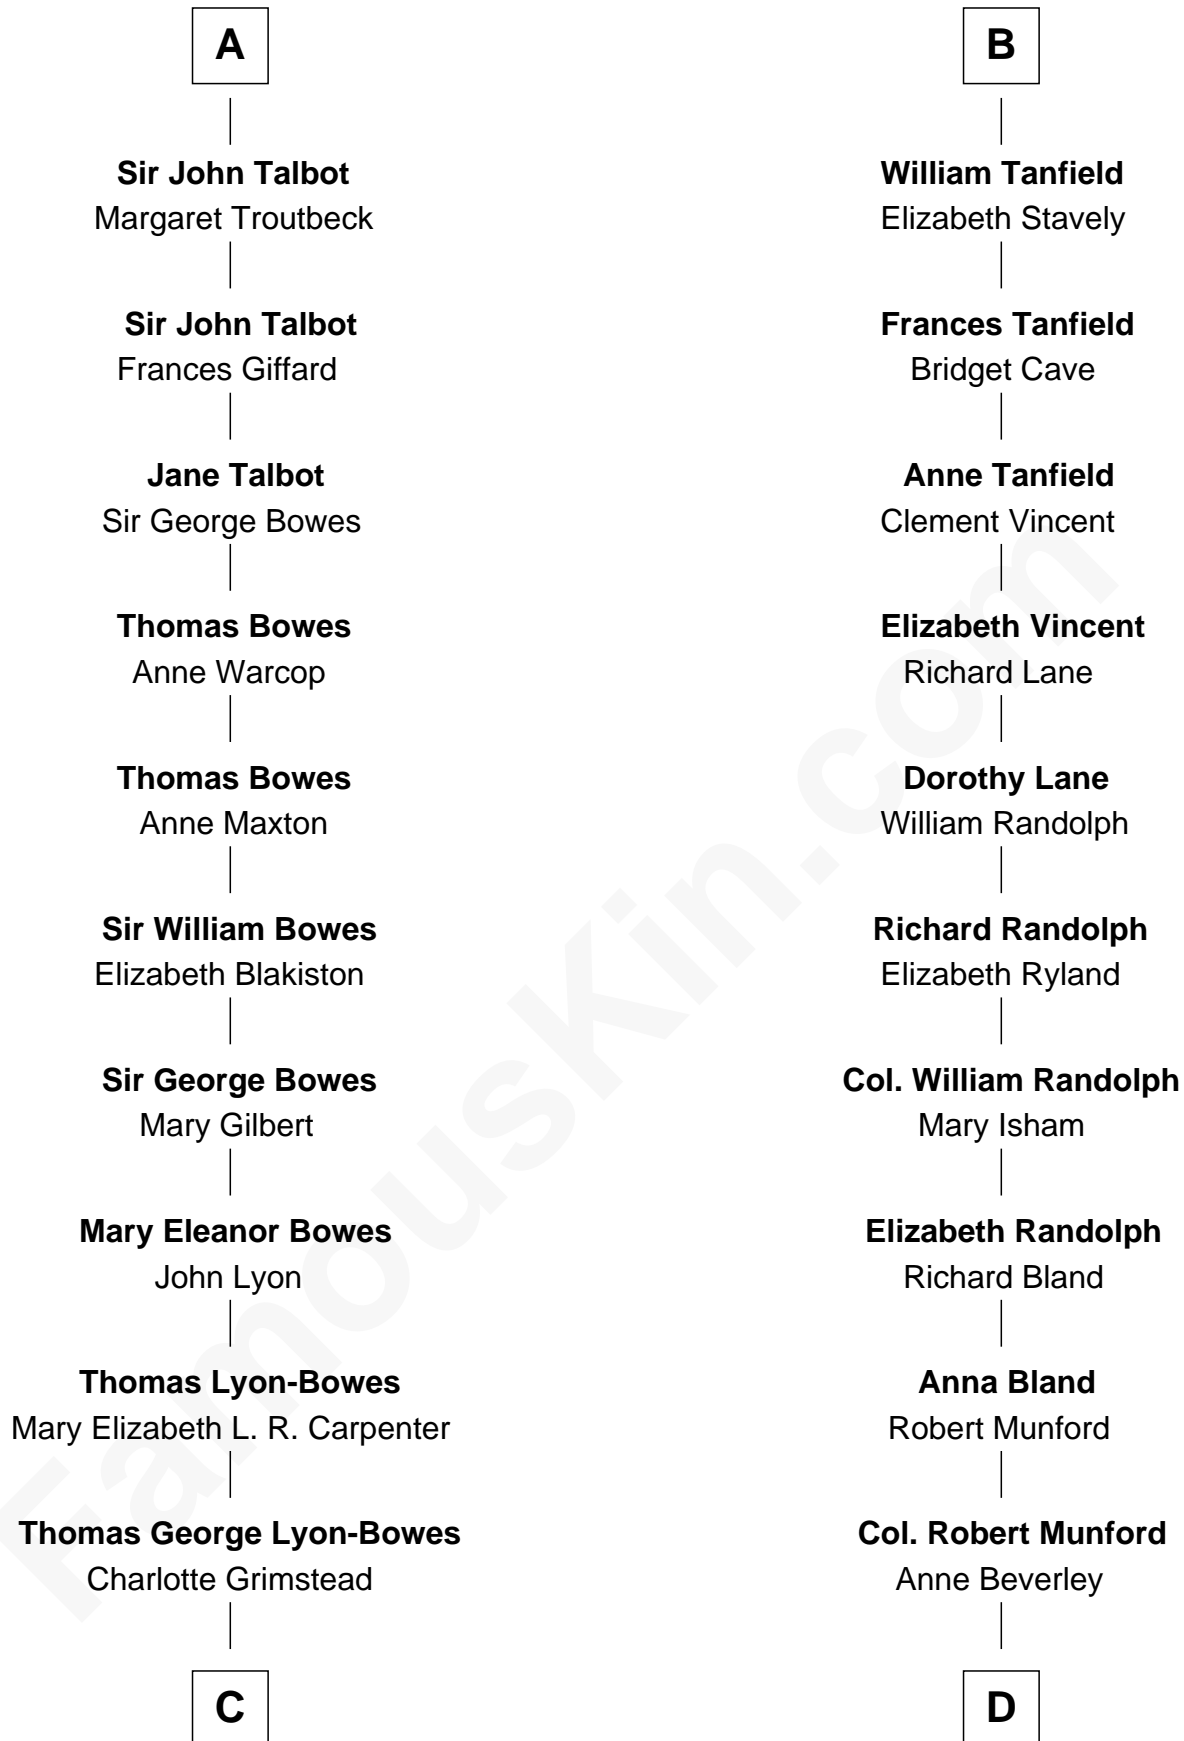 A
Sir John Talbot
Margaret Troutbeck
Sir John Talbot
Frances Giffard
Jane Talbot
Sir George Bowes
Thomas Bowes
Anne Warcop
Thomas Bowes
Anne Maxton
Sir William Bowes
Elizabeth Blakiston
Sir George Bowes
Mary Gilbert
Mary Eleanor Bowes
John Lyon
Thomas Lyon-Bowes
Mary Elizabeth L. R. Carpenter
Thomas George Lyon-Bowes
Charlotte Grimstead
C
B
William Tanfield
Elizabeth Stavely
Frances Tanfield
Bridget Cave
Anne Tanfield
Clement Vincent
Elizabeth Vincent
Richard Lane
Dorothy Lane
William Randolph
Richard Randolph
Elizabeth Ryland
Col. William Randolph
Mary Isham
Elizabeth Randolph
Richard Bland
Anna Bland
Robert Munford
Col. Robert Munford
Anne Beverley
D
FamousKin.com